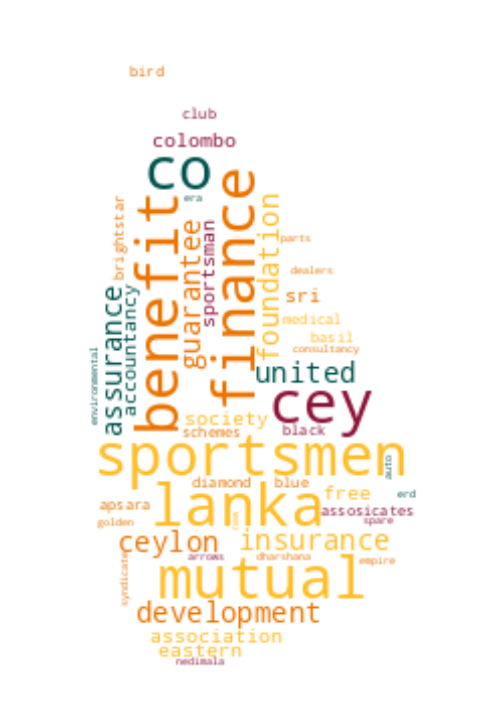 bird
club
colombo
co
era
benefit
finance
brightstar
guarantee
sportsman
foundation
parts
dealers
sri
medical
basil
consultancy
assurance
accountancy
environmental
united
cey
society
schemes
black
sportsmen
auto
diamond
blue
free
erd
lanka
assosicates
apsara
spare
golden
ceylon
insurance
arrows
dharshana
empire
syndicate
mutual
development
association
eastern
nedimala